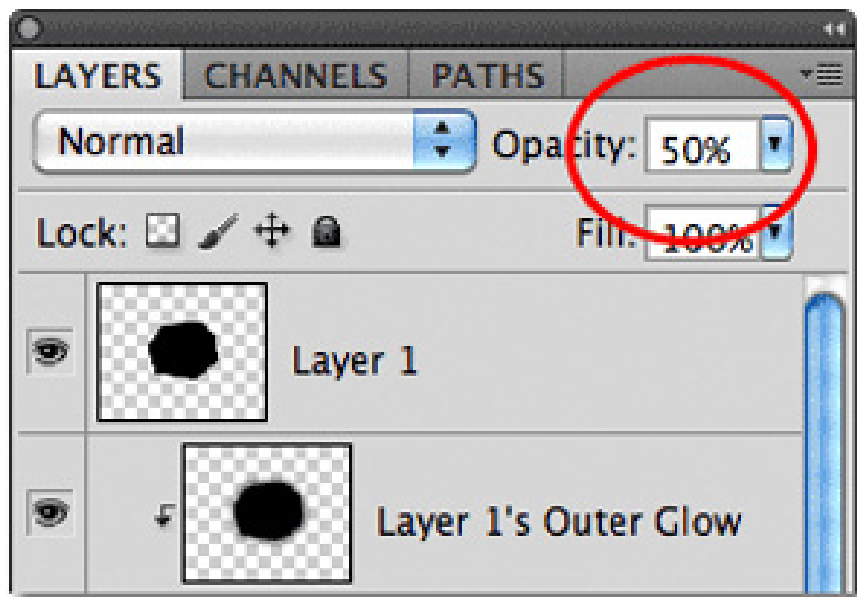 LAYERS CHANNELS PATHS
Normal Opacity: 50%
Lock: Fill: 100%
Layer 1
Layer 1's Outer Glow